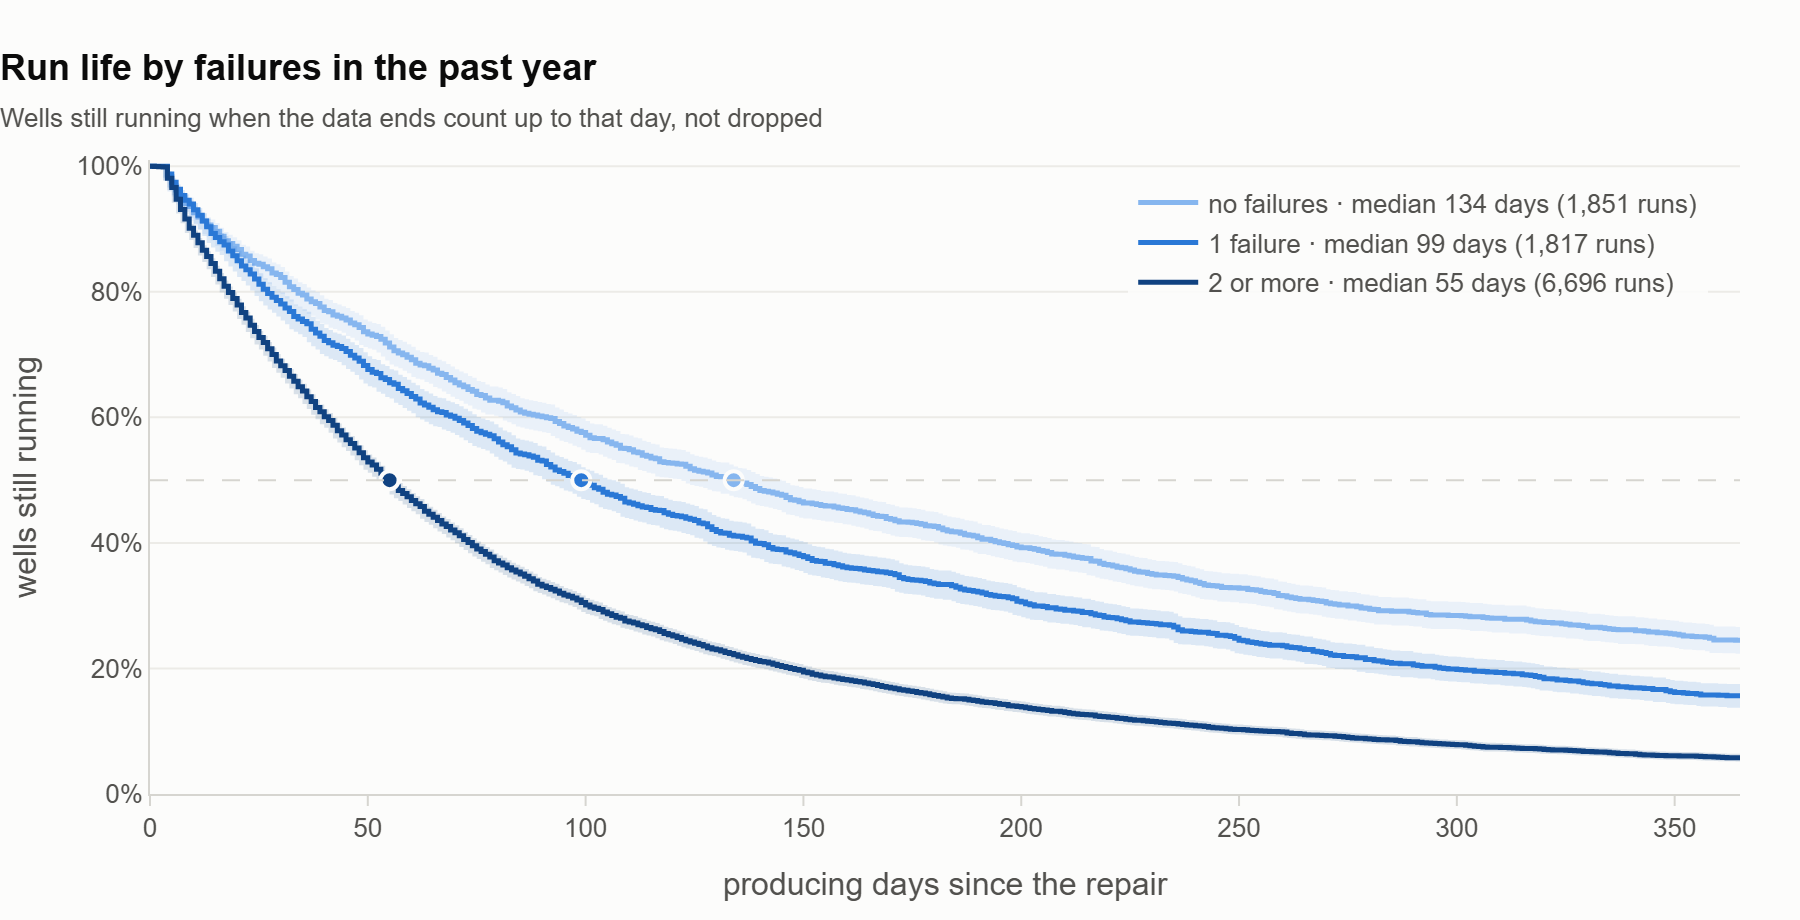 Run life by failures in the past year
Wells still running when the data ends count up to that day, not dropped
100%
80%
60%
40%
20%
0%
wells still running
no failures · median 134 days (1,851 runs)
1 failure · median 99 days (1,817 runs)
2 or more · median 55 days (6,696 runs)
0 50 100 150 200 250 300 350
producing days since the repair